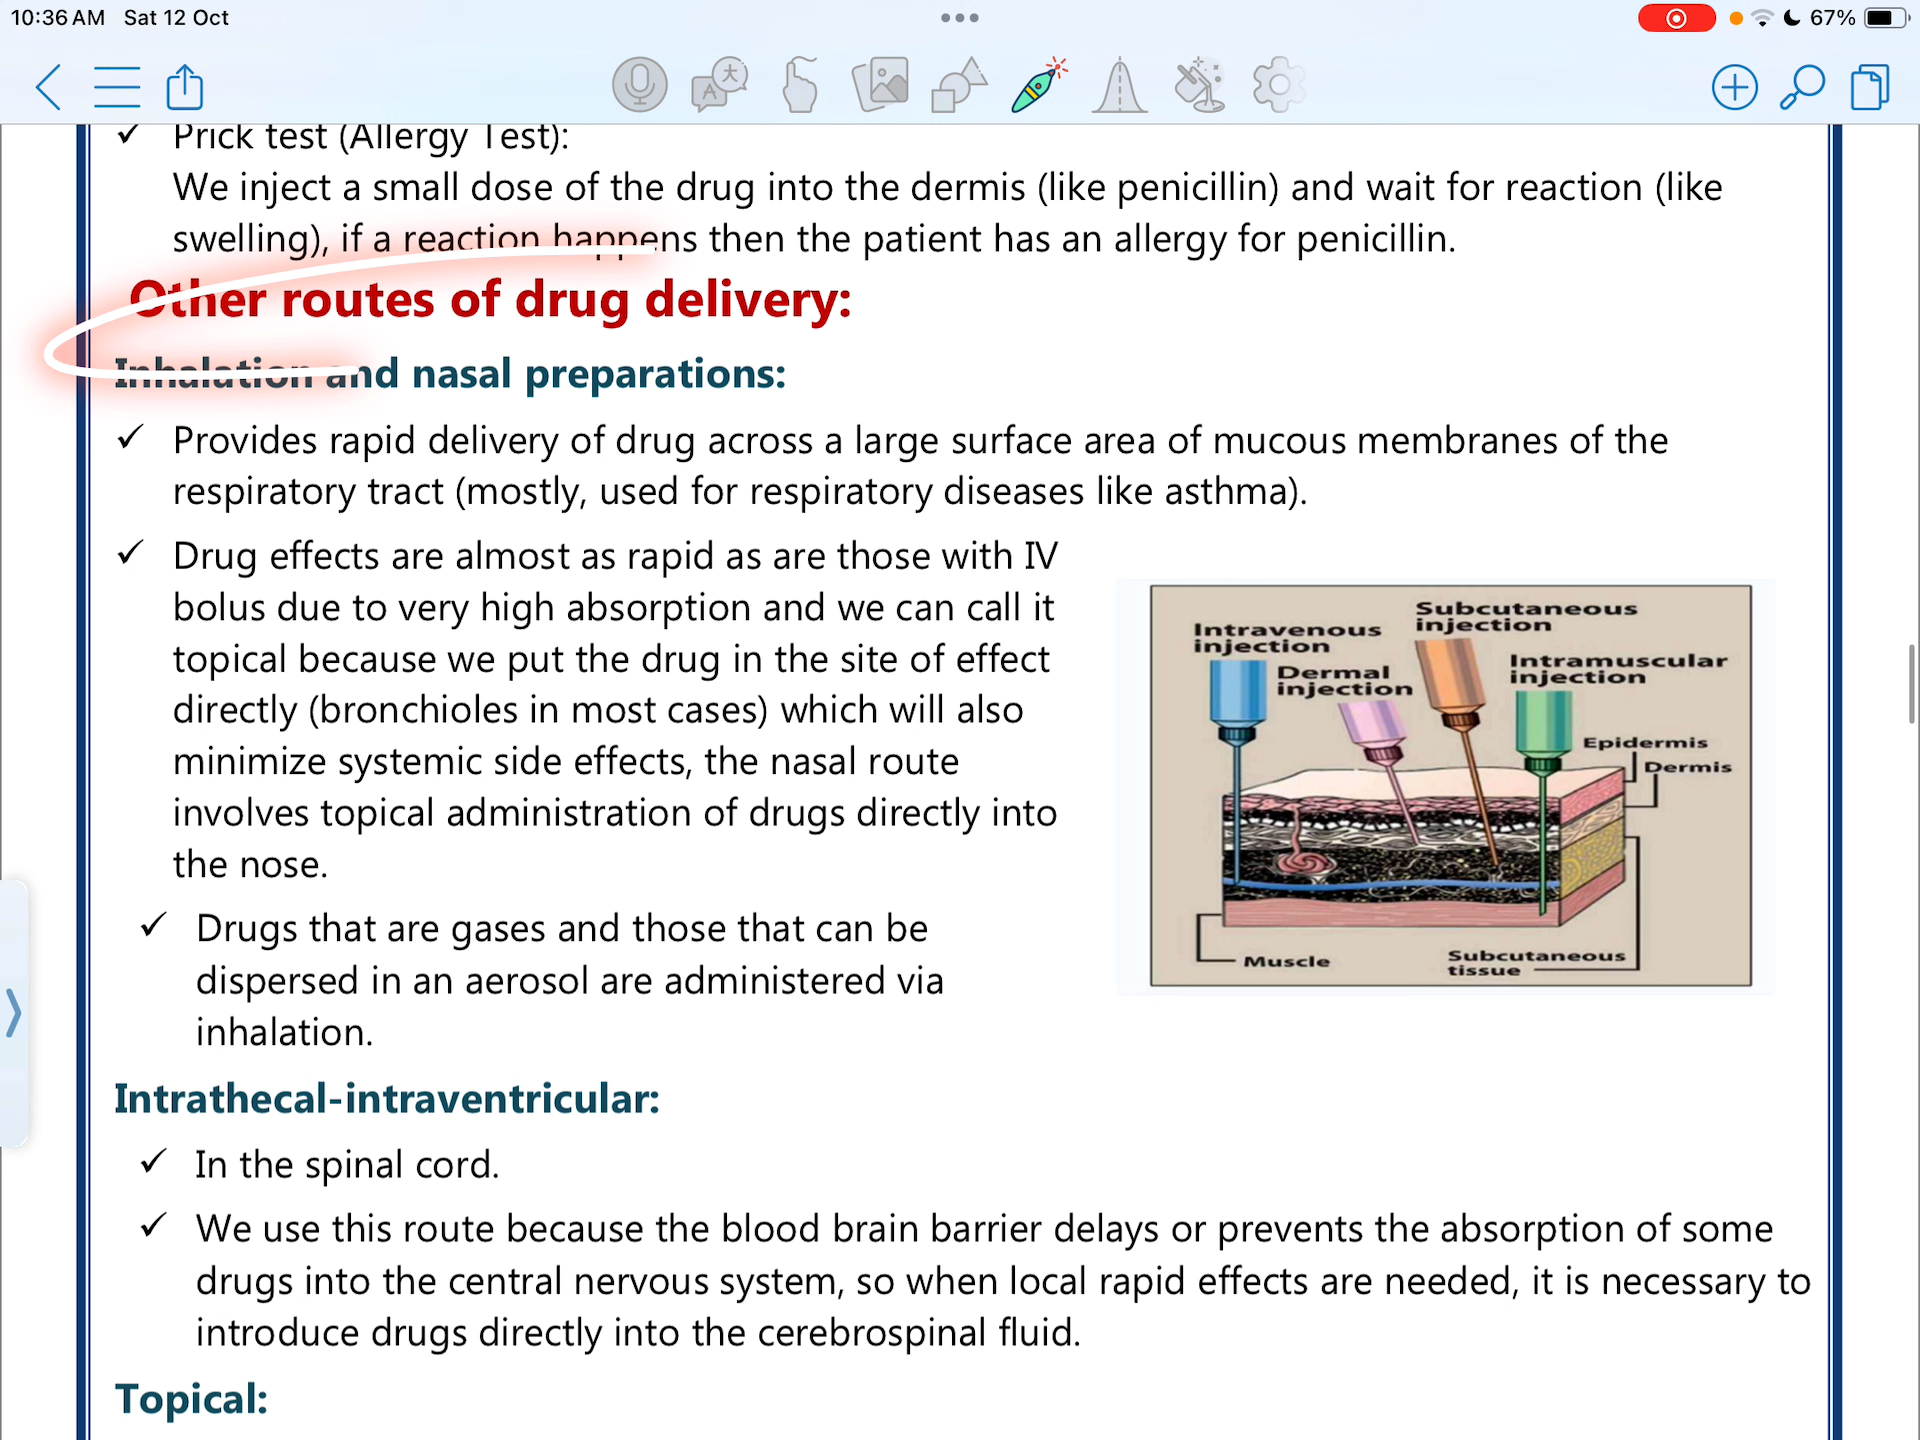 10:36 AM Sat 12 Oct
67%
✓ Prick test (Allergy Test):
We inject a small dose of the drug into the dermis (like penicillin) and wait for reaction (like
swelling), if a reaction happens then the patient has an allergy for penicillin.
Other routes of drug delivery:
Inhalation and nasal preparations:
✓ Provides rapid delivery of drug across a large surface area of mucous membranes of the
respiratory tract (mostly, used for respiratory diseases like asthma).
✓ Drug effects are almost as rapid as are those with IV
bolus due to very high absorption and we can call it
topical because we put the drug in the site of effect
directly (bronchioles in most cases) which will also
minimize systemic side effects, the nasal route
involves topical administration of drugs directly into
the nose.
✓ Drugs that are gases and those that can be
dispersed in an aerosol are administered via
inhalation.
Subcutaneous
injection
Intravenous
injection
Dermal
injection
Intramuscular
injection
Epidermis
Dermis
Muscle
Subcutaneous
tissue
Intrathecal-intraventricular:
✓ In the spinal cord.
✓ We use this route because the blood brain barrier delays or prevents the absorption of some
drugs into the central nervous system, so when local rapid effects are needed, it is necessary to
introduce drugs directly into the cerebrospinal fluid.
Topical: